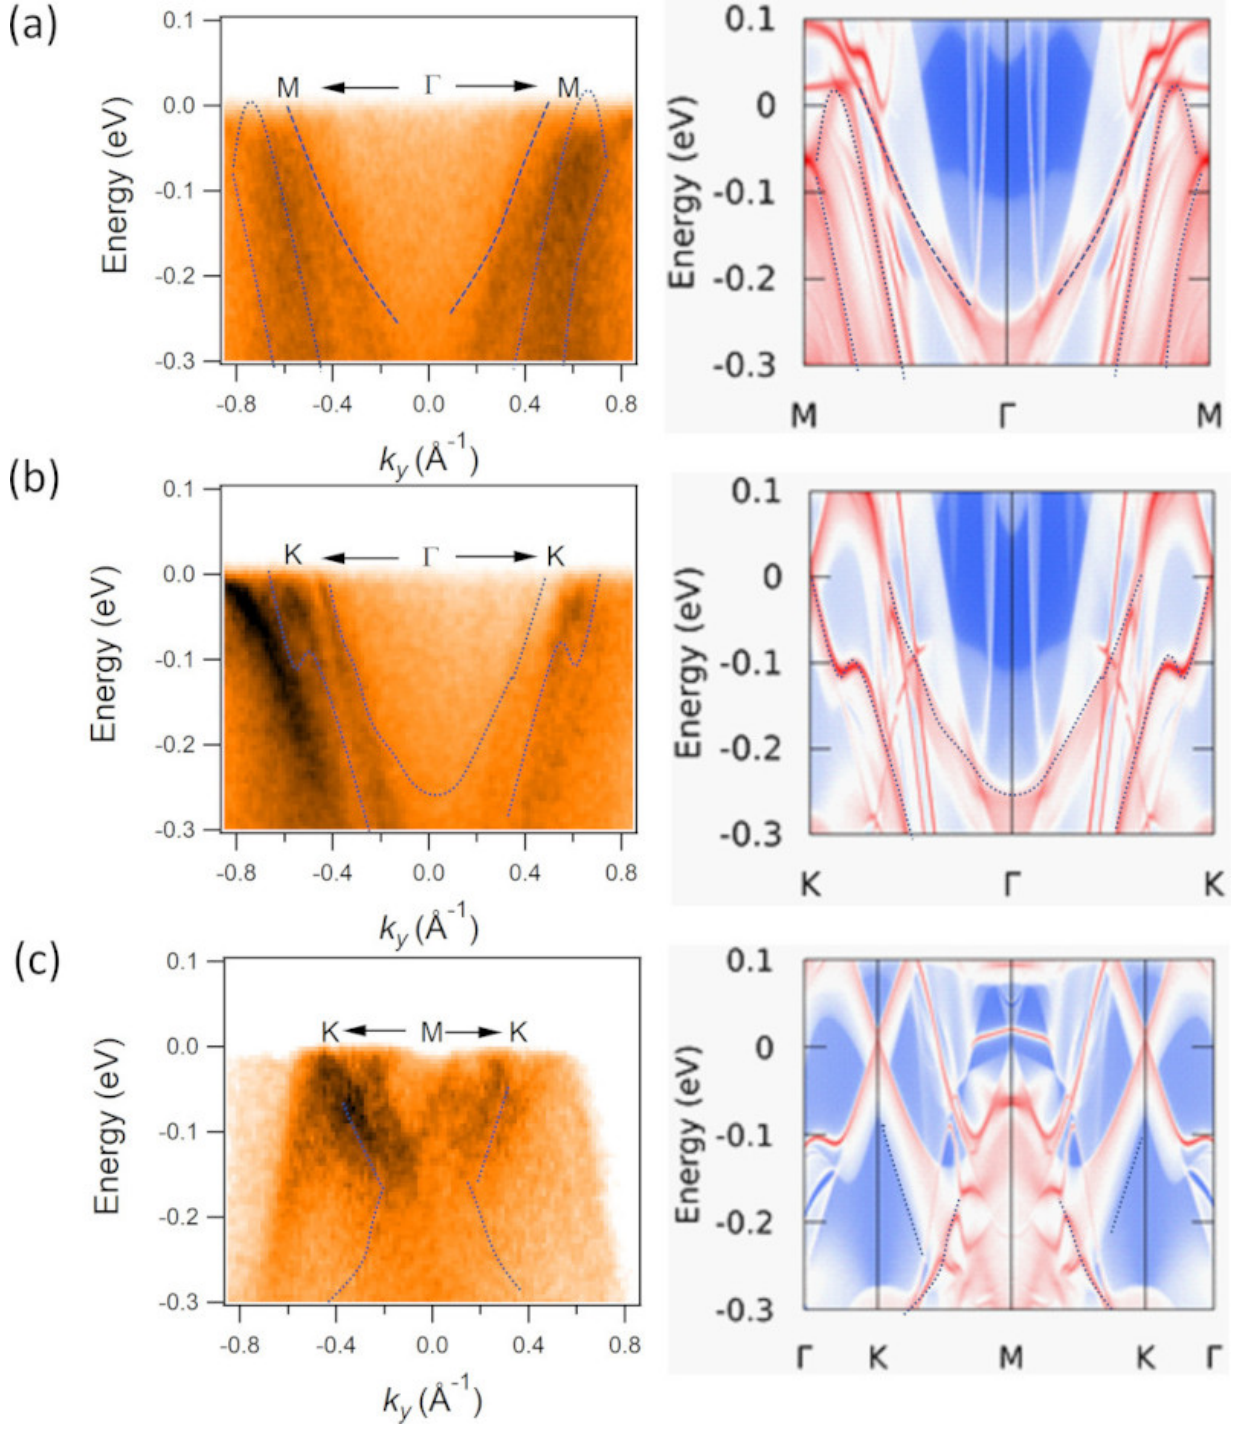 (a)
0.1
0.0
-0.1
-0.2
-0.3
Energy (eV)
M ← Γ → M
-0.8 -0.4 0.0 0.4 0.8
k_y (Å⁻¹)
0.1
0
-0.1
-0.2
-0.3
Energy (eV)
M Γ M
(b)
0.1
0.0
-0.1
-0.2
-0.3
Energy (eV)
K ← Γ → K
-0.8 -0.4 0.0 0.4 0.8
k_y (Å⁻¹)
0.1
0
-0.1
-0.2
-0.3
Energy (eV)
K Γ K
(c)
0.1
0.0
-0.1
-0.2
-0.3
Energy (eV)
K ← M → K
-0.8 -0.4 0.0 0.4 0.8
k_y (Å⁻¹)
0.1
0
-0.1
-0.2
-0.3
Energy (eV)
Γ K M K Γ